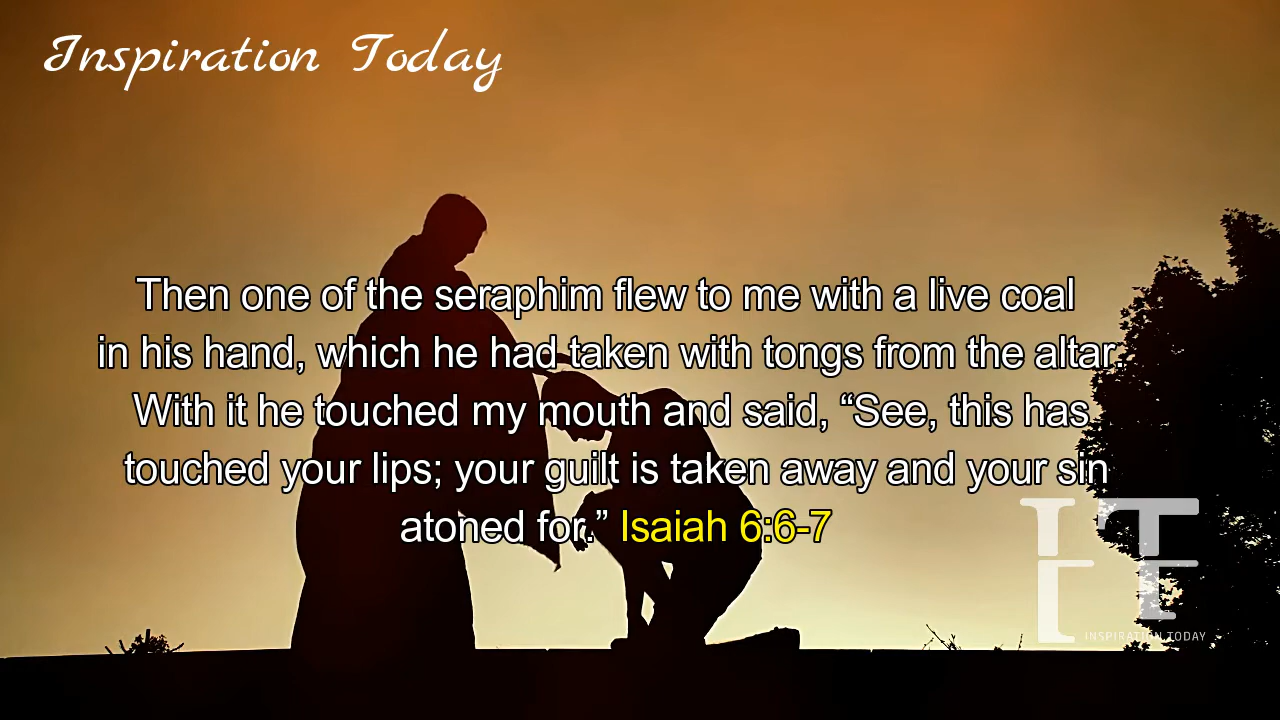 Inspiration Today
Then one of the seraphim flew to me with a live coal
in his hand, which he had taken with tongs from the altar.
With it he touched my mouth and said, “See, this has
touched your lips; your guilt is taken away and your sin
atoned for.” Isaiah 6:6-7
INSPIRATION TODAY